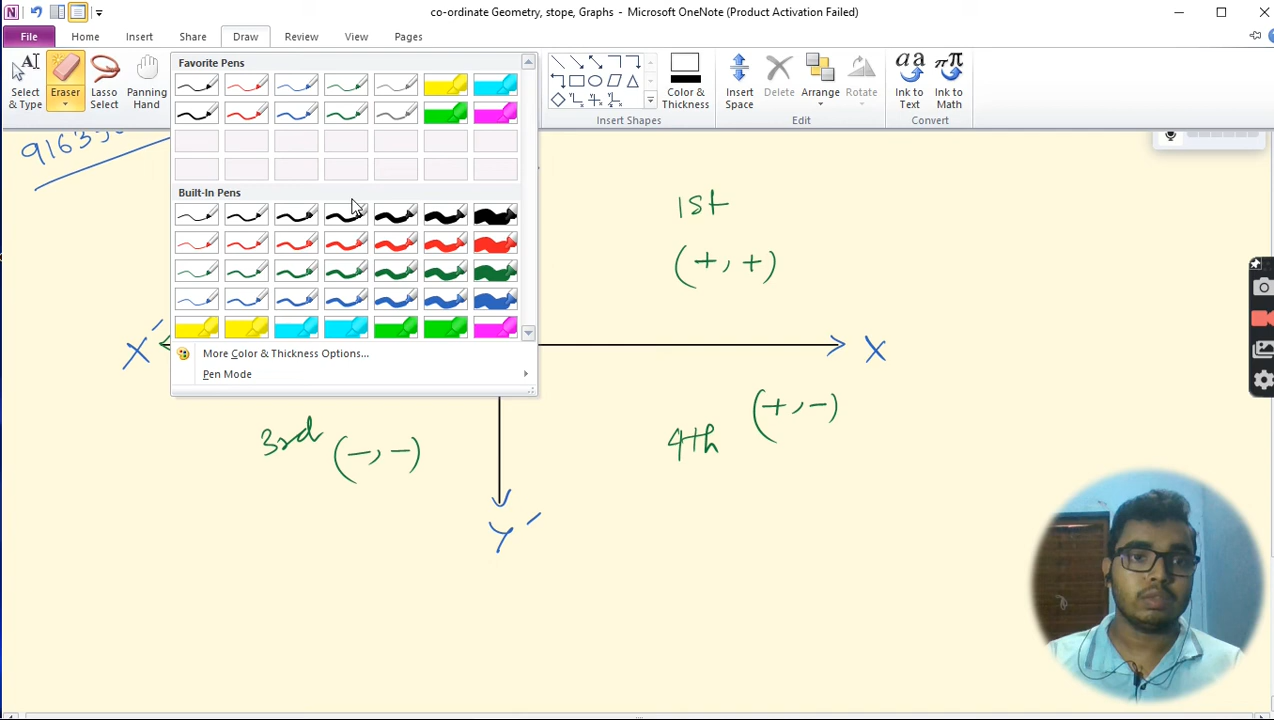 co-ordinate Geometry, stope, Graphs - Microsoft OneNote (Product Activation Failed)
File Home Insert Share Draw Review View Pages
Select & Type
Eraser
Lasso Select
Panning Hand
Favorite Pens
Built-In Pens
More Color & Thickness Options...
Pen Mode
Color & Thickness
Insert Space
Delete
Arrange
Rotate
Ink to Text
Ink to Math
Insert Shapes
Edit
Convert
1st
(+, +)
X′
X
(+, -)
3rd (-, -)
4th
Y′